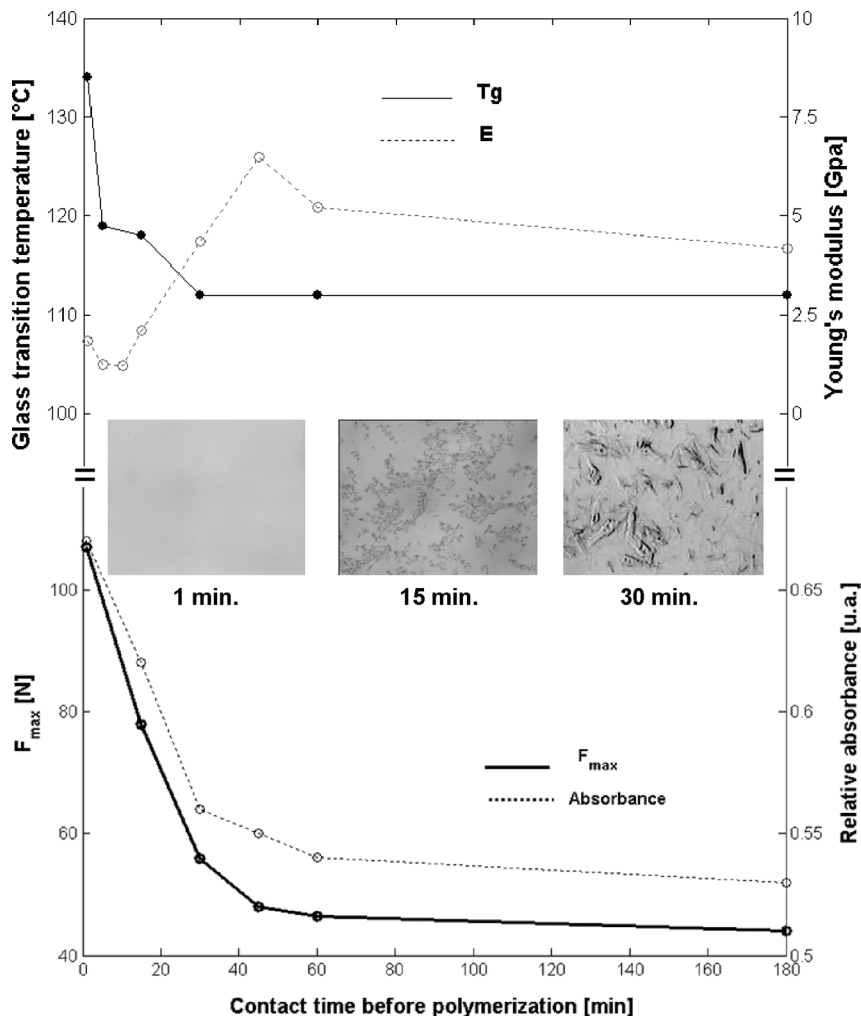 140
130
120
110
100
Glass transition temperature [°C]
10
7.5
5
2.5
0
Young's modulus [Gpa]
Tg
E
1 min.
15 min.
30 min.
100
80
60
40
F_max [N]
0.65
0.6
0.55
0.5
Relative absorbance [u.a.]
F_max
Absorbance
0 20 40 60 80 100 120 140 160 180
Contact time before polymerization [min]